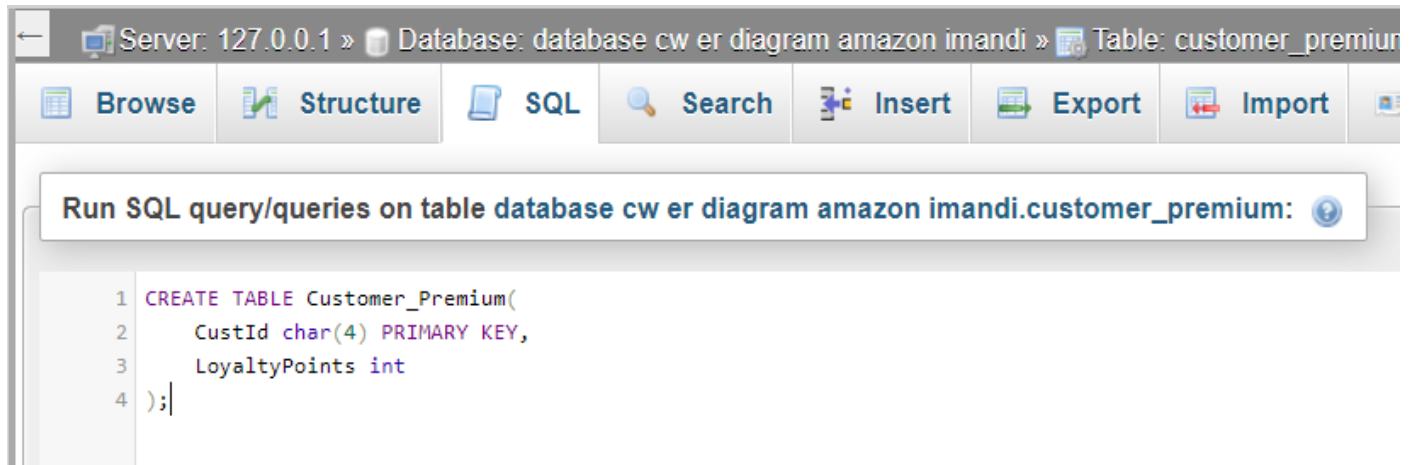 ← Server: 127.0.0.1 » Database: database cw er diagram amazon imandi » Table: customer_premium
Browse Structure SQL Search Insert Export Import
Run SQL query/queries on table database cw er diagram amazon imandi.customer_premium:
1 CREATE TABLE Customer_Premium(
2 CustId char(4) PRIMARY KEY,
3 LoyaltyPoints int
4 );